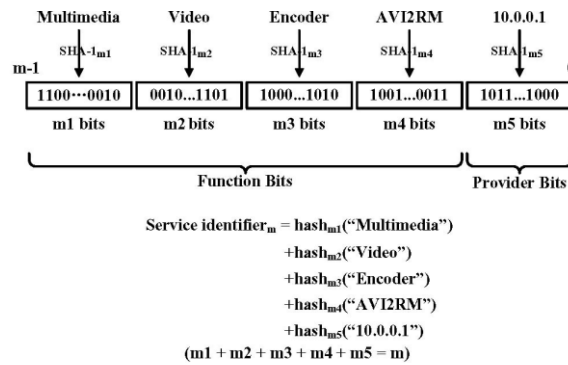 Multimedia Video Encoder AVI2RM 10.0.0.1
SHA-1m1 SHA-1m2 SHA-1m3 SHA-1m4 SHA-1m5
m-1
1100···0010 0010...1101 1000...1010 1001...0011 1011...1000
m1 bits m2 bits m3 bits m4 bits m5 bits
Function Bits Provider Bits
Service identifierm = hashm1(“Multimedia”)
+hashm2(“Video”)
+hashm3(“Encoder”)
+hashm4(“AVI2RM”)
+hashm5(“10.0.0.1”)
(m1 + m2 + m3 + m4 + m5 = m)